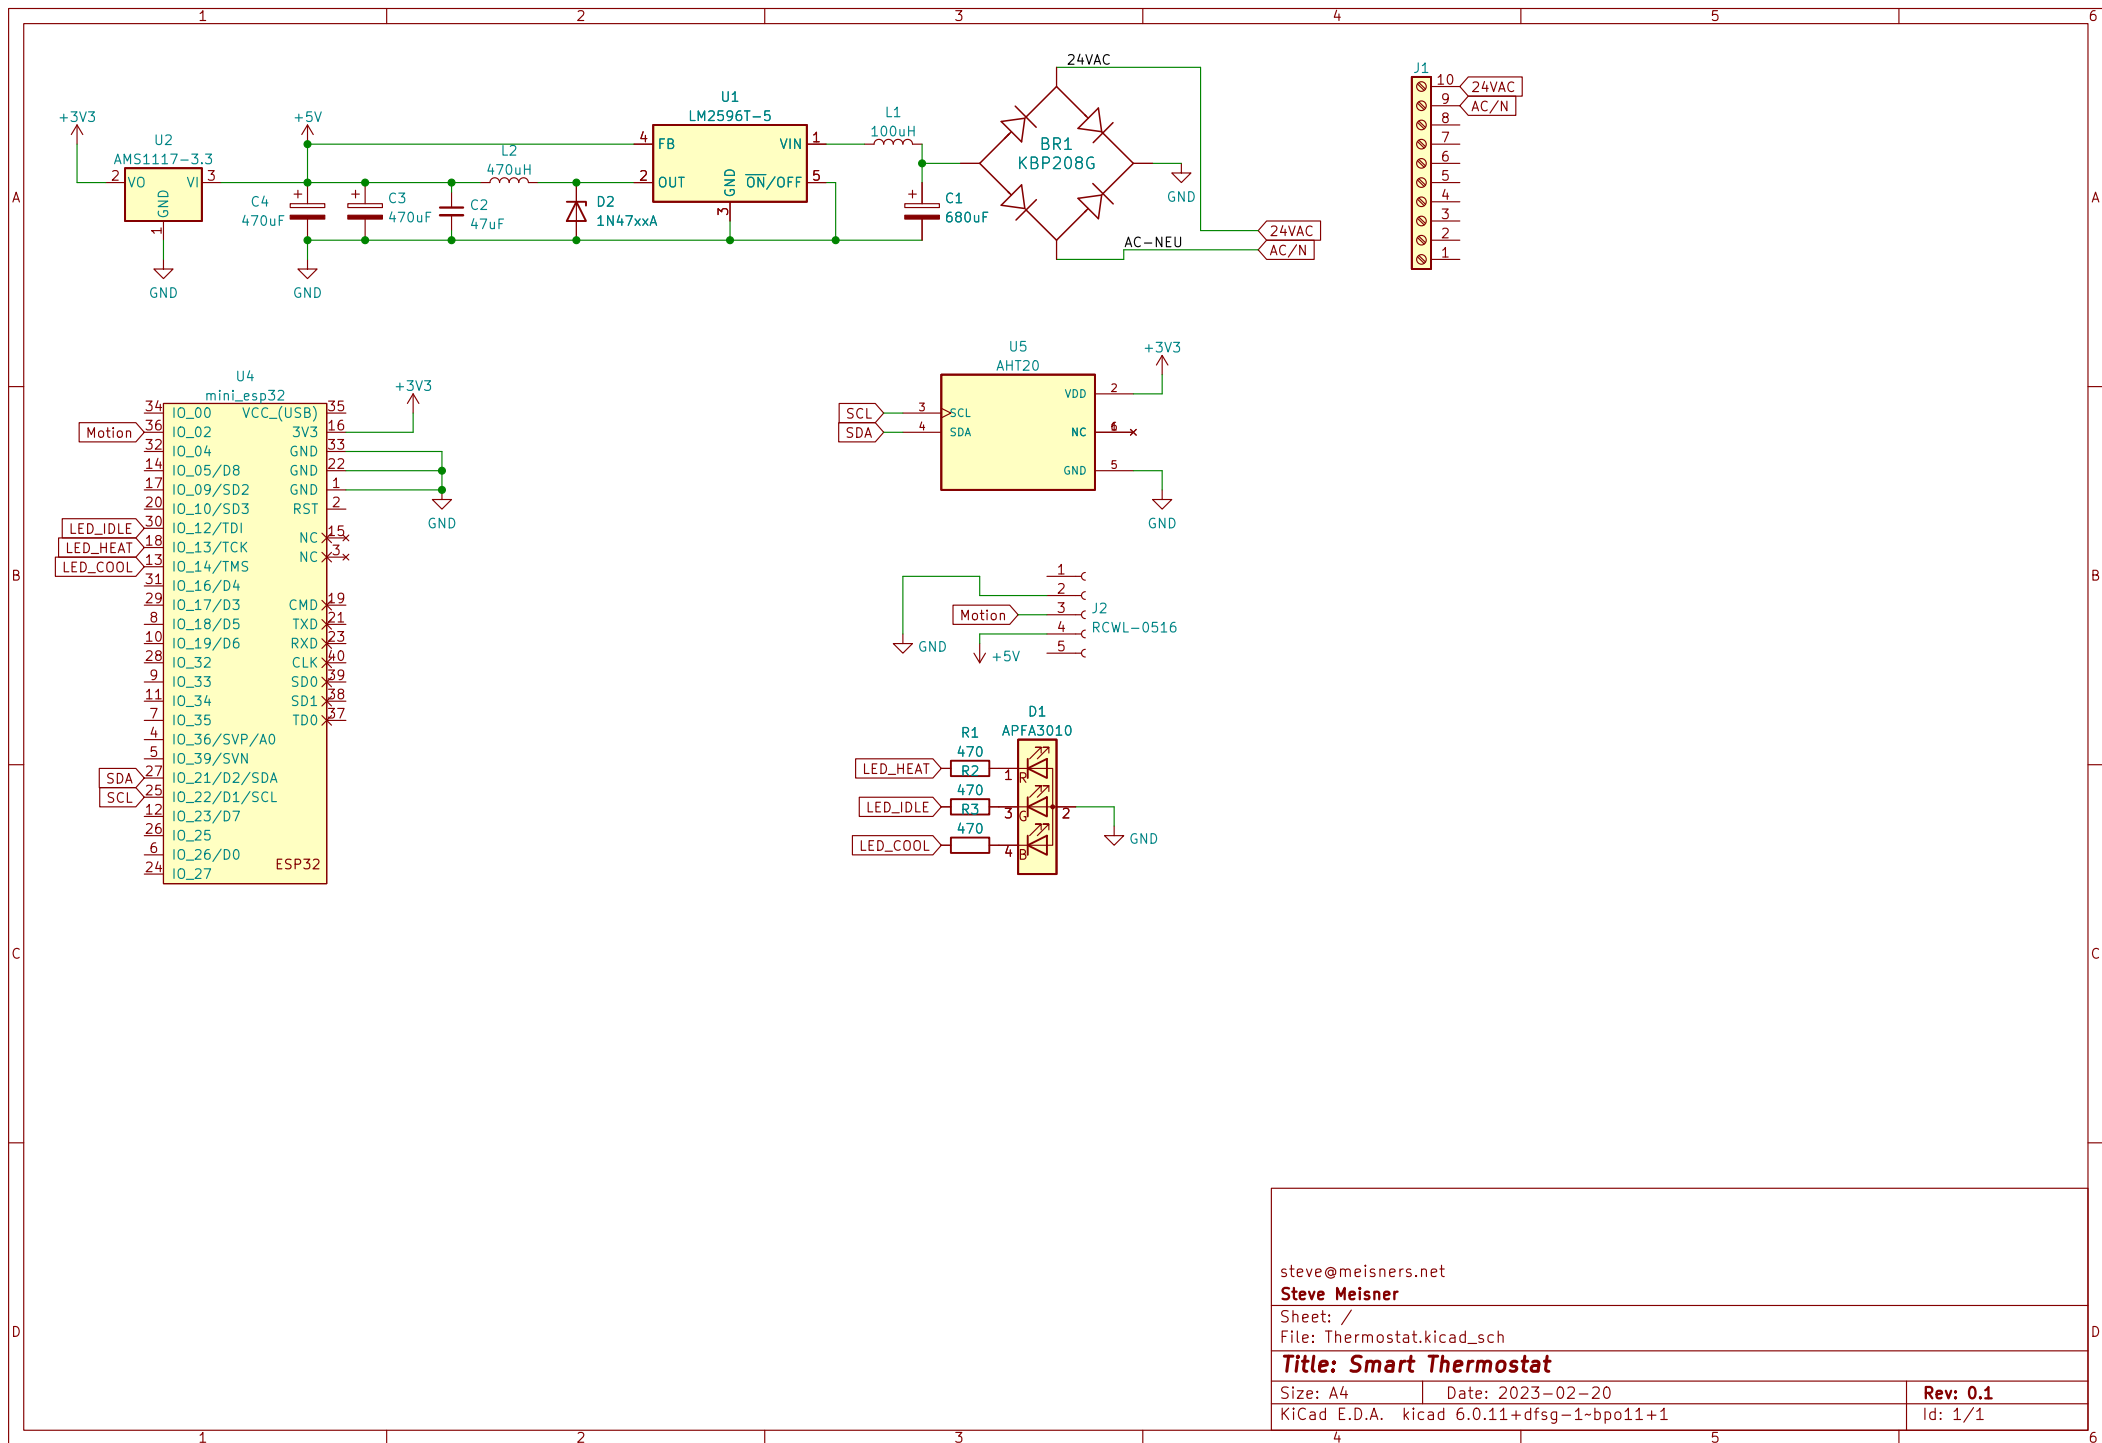 1 2 3 4 5 6
A
B
C
D
+3V3
U2
AMS1117-3.3
2 VO
VI 3
GND
1
GND
+5V
C4
470uF
GND
C3
470uF
C2
47uF
L2
470uH
D2
1N47xxA
U1
LM2596T-5
4 FB
VIN 1
2 OUT
ON/OFF 5
GND
3
L1
100uH
C1
680uF
BR1
KBP208G
24VAC
GND
AC-NEU
24VAC
AC/N
J1
10 24VAC
9 AC/N
8
7
6
5
4
3
2
1
U4
mini_esp32
34 IO_00
Motion 36 IO_02
32 IO_04
14 IO_05/D8
17 IO_09/SD2
20 IO_10/SD3
LED_IDLE 30 IO_12/TDI
LED_HEAT 18 IO_13/TCK
LED_COOL 13 IO_14/TMS
31 IO_16/D4
29 IO_17/D3
8 IO_18/D5
10 IO_19/D6
28 IO_32
9 IO_33
11 IO_34
7 IO_35
4 IO_36/SVP/A0
5 IO_39/SVN
SDA 27 IO_21/D2/SDA
SCL 25 IO_22/D1/SCL
12 IO_23/D7
26 IO_25
6 IO_26/D0
24 IO_27
VCC_(USB) 35
3V3 16
GND 33
GND 22
GND 1
RST 2
NC 15
NC 3
CMD 19
TXD 21
RXD 23
CLK 40
SD0 39
SD1 38
TD0 37
ESP32
+3V3
GND
U5
AHT20
SCL 3 SCL
SDA 4 SDA
VDD 2
NC 6
GND 5
+3V3
GND
1
2
Motion 3
4
5
J2
RCWL-0516
GND
+5V
D1
APFA3010
R1
470
LED_HEAT 1 R
R2
470
LED_IDLE 3 G
R3
470
LED_COOL 4 B
2
GND
steve@meisners.net
Steve Meisner
Sheet: /
File: Thermostat.kicad_sch
Title: Smart Thermostat
Size: A4 Date: 2023-02-20 Rev: 0.1
KiCad E.D.A. kicad 6.0.11+dfsg-1~bpo11+1 Id: 1/1
A
B
C
D
1 2 3 4 5 6